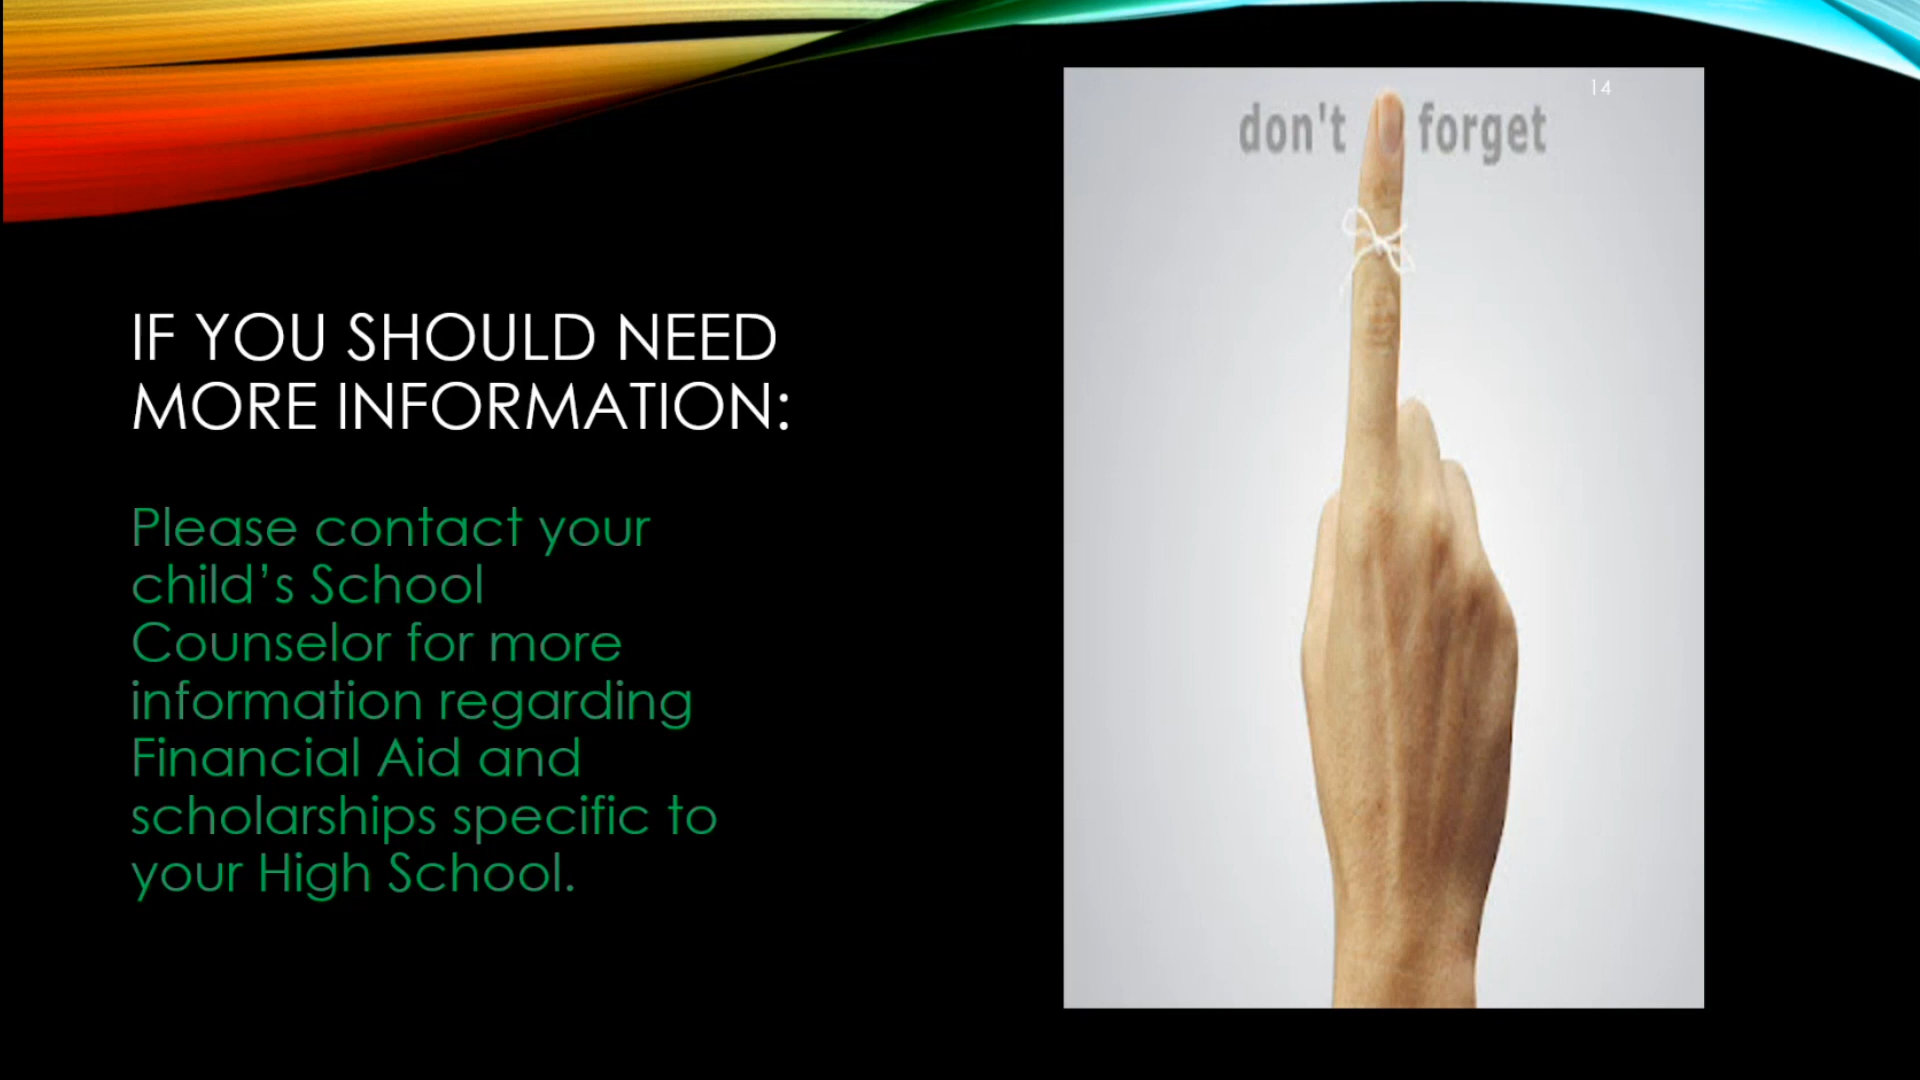 IF YOU SHOULD NEED
MORE INFORMATION:
Please contact your
child’s School
Counselor for more
information regarding
Financial Aid and
scholarships specific to
your High School.
14
don't forget